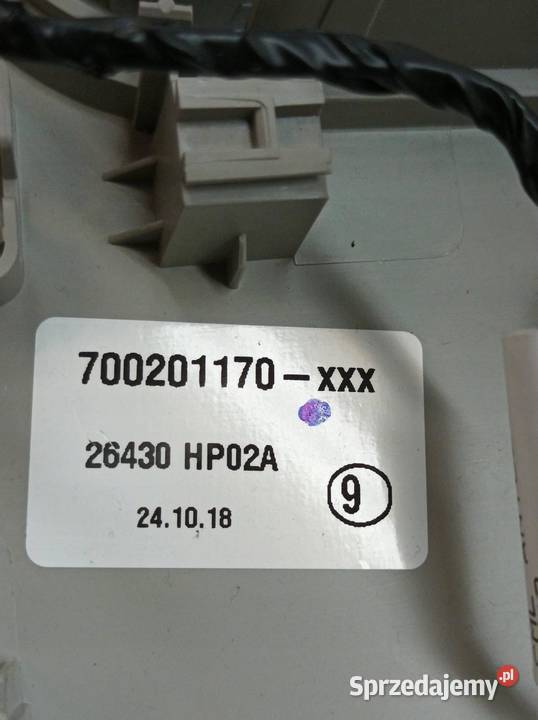 700201170-xxx
26430 HP02A
9
24.10.18
Sprzedajemy.pl